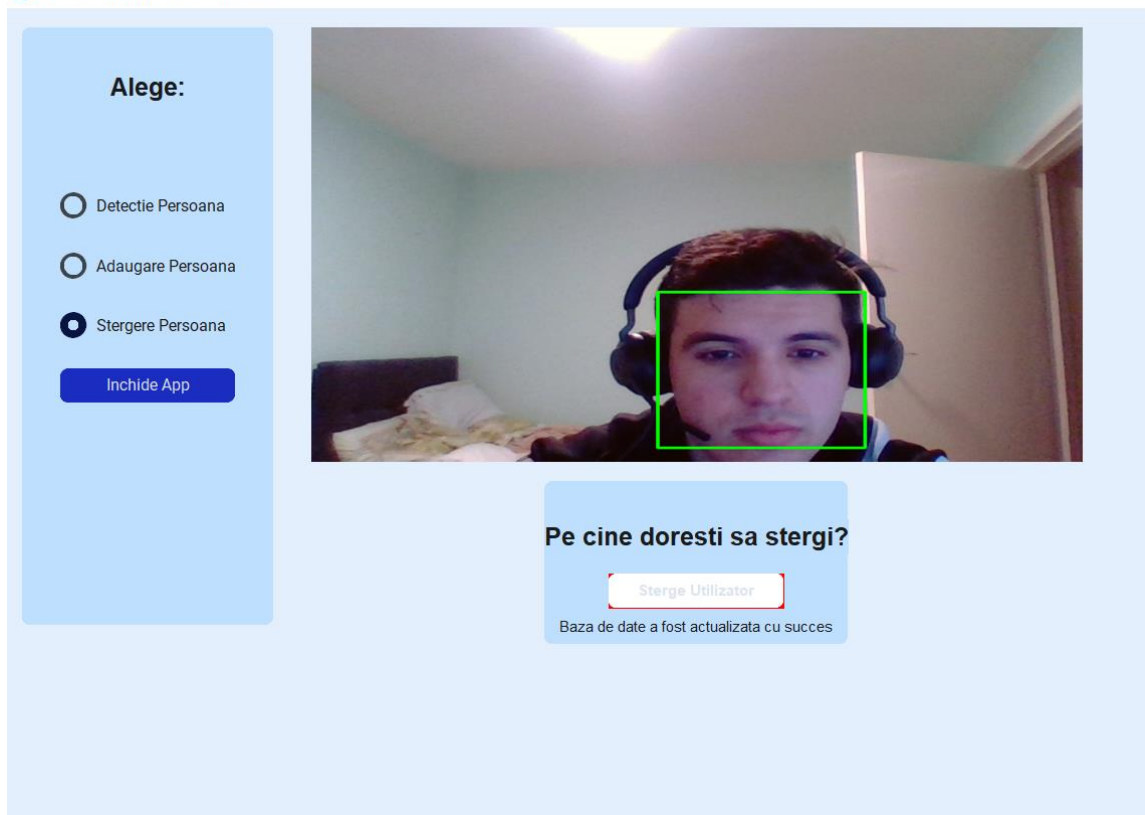 Alege:
Detectie Persoana
Adaugare Persoana
Stergere Persoana
Inchide App
Pe cine doresti sa stergi?
Sterge Utilizator
Baza de date a fost actualizata cu succes